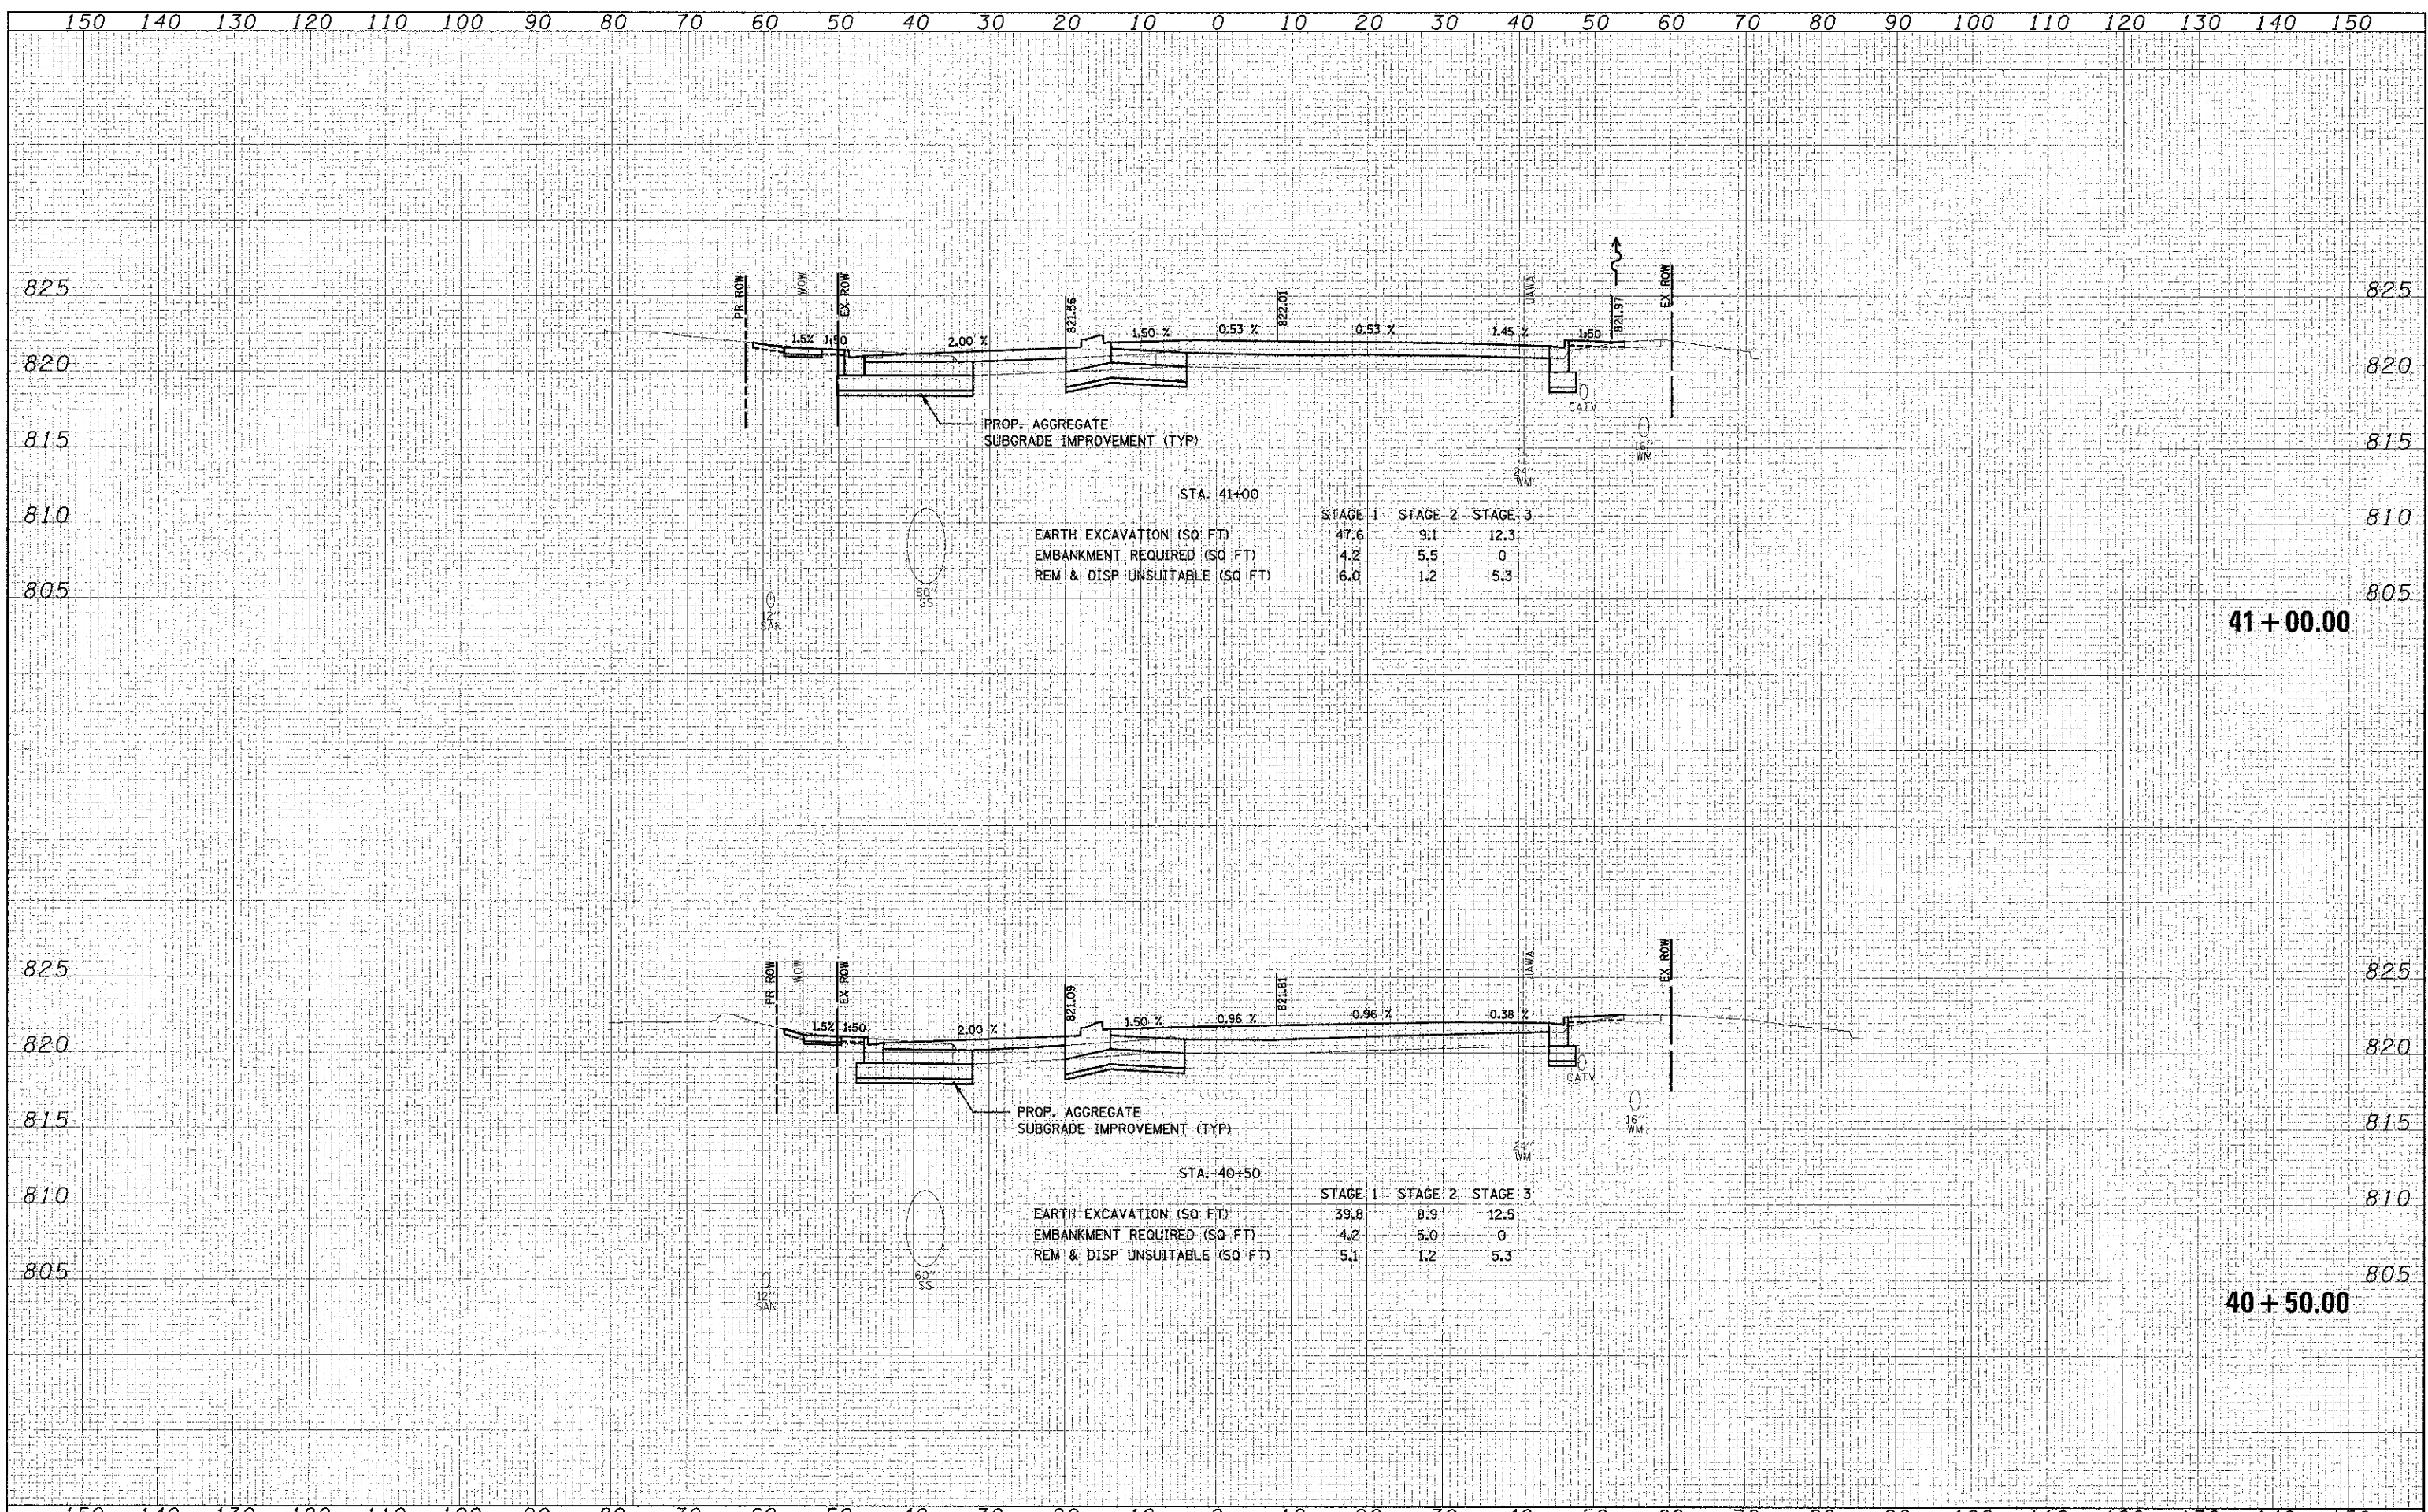 150 140 130 120 110 100 90 80 70 60 50 40 30 20 10 0 10 20 30 40 50 60 70 80 90 100 110 120 130 140 150
PR ROW
WOW
EX ROW
821.56
822.01
UAWA
821.97
EX ROW
825 825
1.5% 1:50 2.00 % 1.50 % 0.53 % 0.53 % 1.45 % 1:50
820 820
CATV
PROP. AGGREGATE
SUBGRADE IMPROVEMENT (TYP)
815 815
16"
WM
24"
WM
STA. 41+00
810 810
STAGE 1 STAGE 2 STAGE 3
EARTH EXCAVATION (SQ FT) 47.6 9.1 12.3
EMBANKMENT REQUIRED (SQ FT) 4.2 5.5 0
REM & DISP UNSUITABLE (SQ FT) 6.0 1.2 5.3
805 805
60"
SS
12"
SAN
41+00.00
PR ROW
WOW
EX ROW
821.09
821.81
UAWA
EX ROW
825 825
1.5% 1:50 2.00 % 1.50 % 0.96 % 0.96 % 0.38 %
820 820
CATV
PROP. AGGREGATE
SUBGRADE IMPROVEMENT (TYP)
815 815
16"
WM
24"
WM
STA. 40+50
810 810
STAGE 1 STAGE 2 STAGE 3
EARTH EXCAVATION (SQ FT) 39.8 8.9 12.5
EMBANKMENT REQUIRED (SQ FT) 4.2 5.0 0
REM & DISP UNSUITABLE (SQ FT) 5.1 1.2 5.3
805 805
60"
SS
12"
SAN
40+50.00